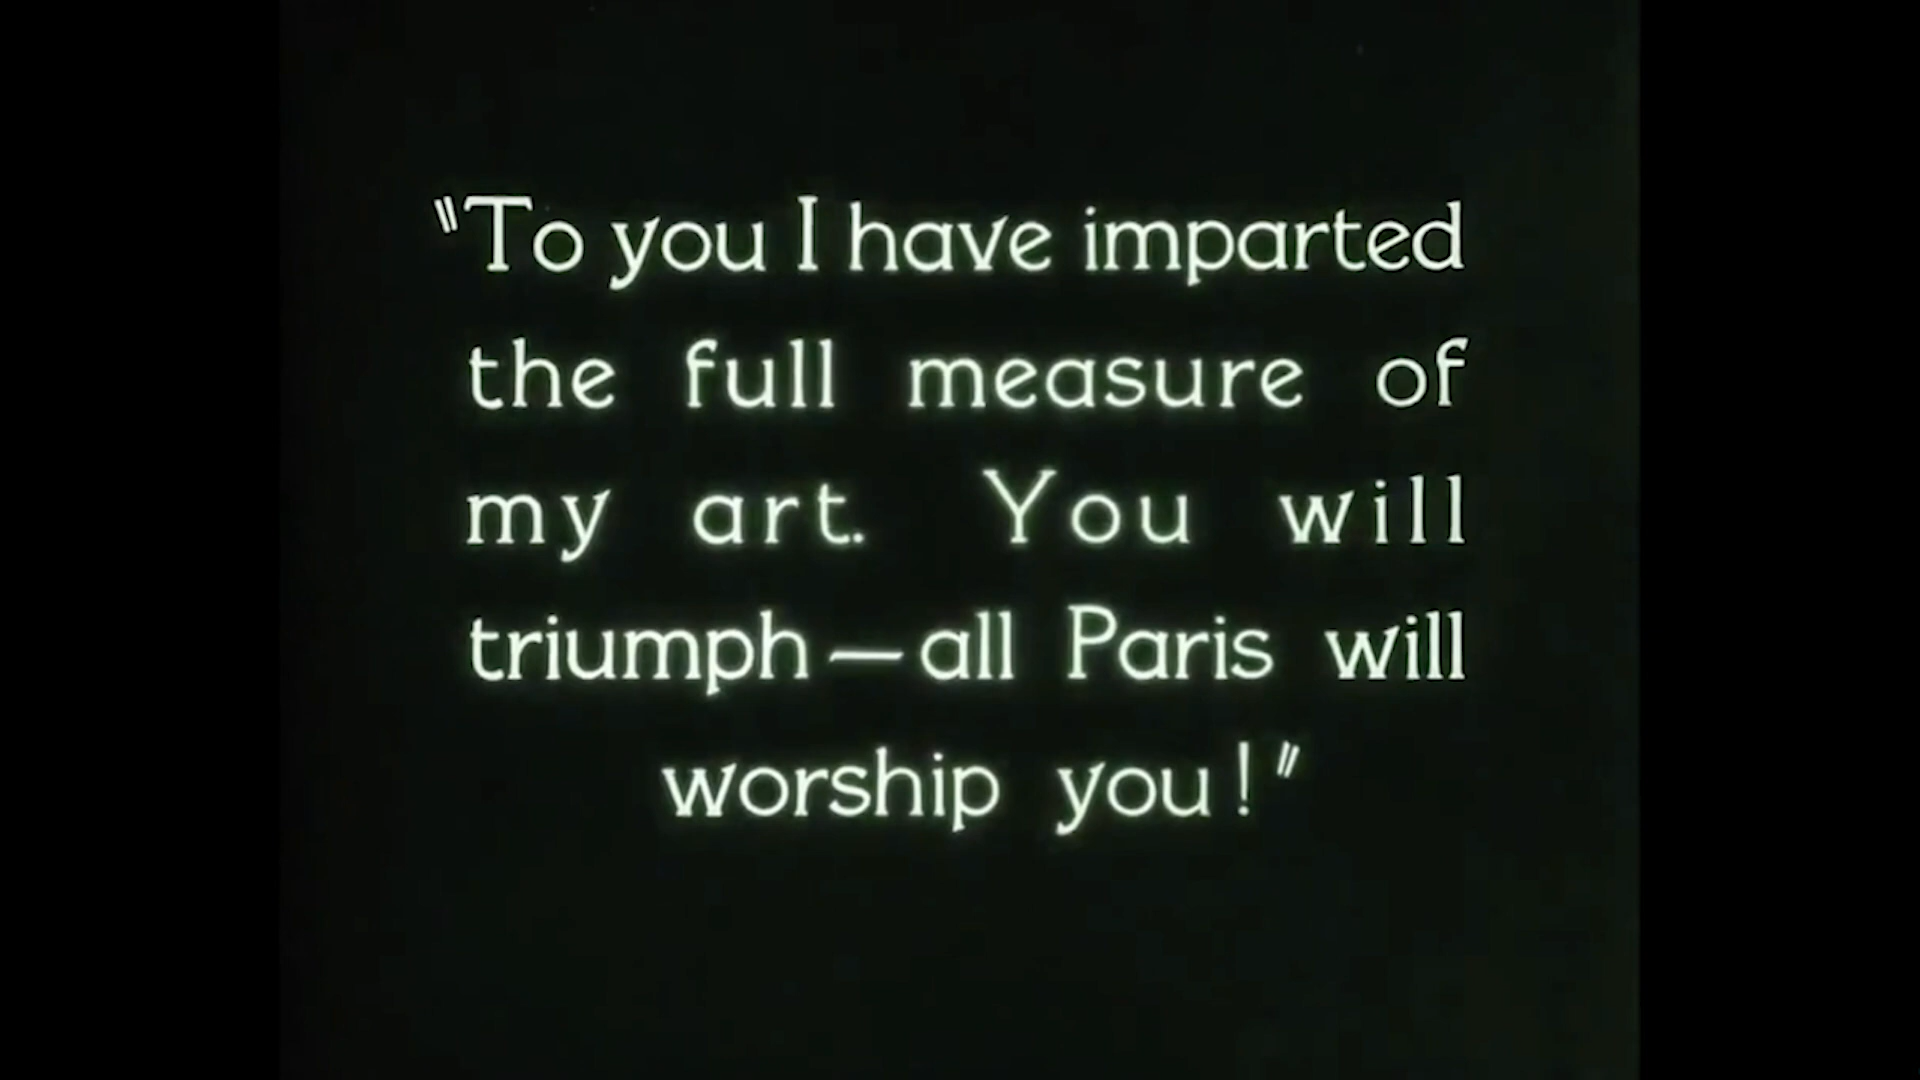 "To you I have imparted
the full measure of
my art. You will
triumph—all Paris will
worship you!"